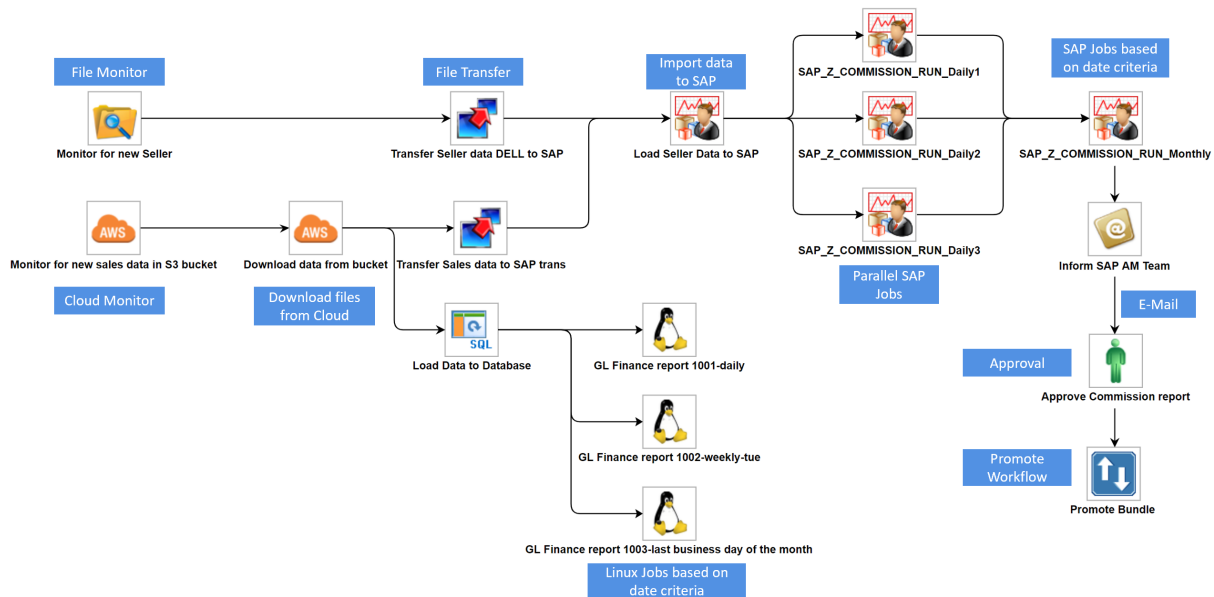 File Monitor
Monitor for new Seller
File Transfer
Transfer Seller data DELL to SAP
Import data
to SAP
Load Seller Data to SAP
SAP_Z_COMMISSION_RUN_Daily1
SAP_Z_COMMISSION_RUN_Daily2
SAP_Z_COMMISSION_RUN_Daily3
Parallel SAP
Jobs
SAP Jobs based
on date criteria
SAP_Z_COMMISSION_RUN_Monthly
AWS
Monitor for new sales data in S3 bucket
Cloud Monitor
AWS
Download data from bucket
Download files
from Cloud
Transfer Sales data to SAP trans
SQL
Load Data to Database
GL Finance report 1001-daily
GL Finance report 1002-weekly-tue
GL Finance report 1003-last business day of the month
Linux Jobs based on
date criteria
@
Inform SAP AM Team
E-Mail
Approval
Approve Commission report
Promote
Workflow
Promote Bundle